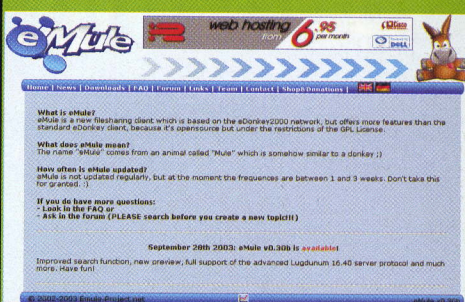 eMule
web hosting
from 6.95 per month
CISCO
DELL
Home | News | Downloads | FAQ | Forum | Links | Team | Contact | Shop&Donations |
What is eMule?
eMule is a new filesharing client which is based on the eDonkey2000 network, but offers more features than the
standard eDonkey client, because it's opensource but under the restrictions of the GPL License.
What does eMule mean?
The name "eMule" comes from an animal called "Mule" which is somehow similar to a donkey ;)
How often is eMule updated?
eMule is not updated regularly, but at the moment the frequences are between 1 and 3 weeks. Don't take this
for granted. :)
If you do have more questions:
- Look in the FAQ or
- Ask in the forum (PLEASE search before you create a new topic!!!)
September 28th 2003: eMule v0.30b is available!
Improved search function, new preview, full support of the advanced Lugdunum 16.40 server protocol and much
more. Have fun!
© 2002-2003 Emule-Project.net